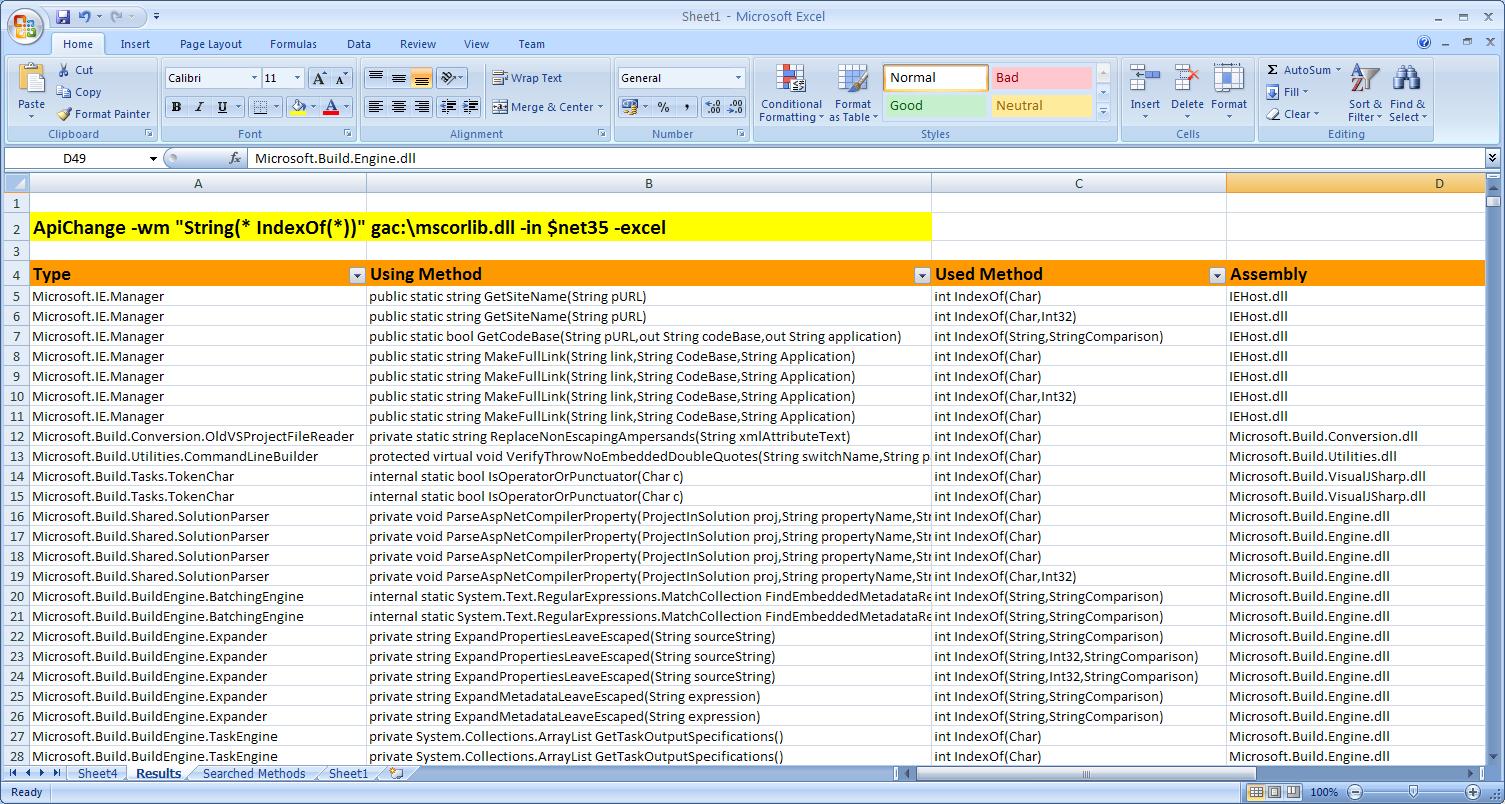 Sheet1 - Microsoft Excel
Home Insert Page Layout Formulas Data Review View Team
Paste Cut Copy Format Painter
Calibri 11 A A
B I U A
Wrap Text
Merge & Center
General
% , .00 .00
Conditional Formatting Format as Table
Normal Bad
Good Neutral
Insert Delete Format
Σ AutoSum
Fill
Clear
Sort & Filter Find & Select
Clipboard Font Alignment Number Styles Cells Editing
D49 fx Microsoft.Build.Engine.dll
A B C D
1
2 ApiChange -wm "String(* IndexOf(*))" gac:\mscorlib.dll -in $net35 -excel
3
4 Type Using Method Used Method Assembly
5 Microsoft.IE.Manager public static string GetSiteName(String pURL) int IndexOf(Char) IEHost.dll
6 Microsoft.IE.Manager public static string GetSiteName(String pURL) int IndexOf(Char,Int32) IEHost.dll
7 Microsoft.IE.Manager public static bool GetCodeBase(String pURL,out String codeBase,out String application) int IndexOf(String,StringComparison) IEHost.dll
8 Microsoft.IE.Manager public static string MakeFullLink(String link,String CodeBase,String Application) int IndexOf(Char) IEHost.dll
9 Microsoft.IE.Manager public static string MakeFullLink(String link,String CodeBase,String Application) int IndexOf(Char) IEHost.dll
10 Microsoft.IE.Manager public static string MakeFullLink(String link,String CodeBase,String Application) int IndexOf(Char,Int32) IEHost.dll
11 Microsoft.IE.Manager public static string MakeFullLink(String link,String CodeBase,String Application) int IndexOf(Char) IEHost.dll
12 Microsoft.Build.Conversion.OldVSProjectFileReader private static string ReplaceNonEscapingAmpersands(String xmlAttributeText) int IndexOf(Char) Microsoft.Build.Conversion.dll
13 Microsoft.Build.Utilities.CommandLineBuilder protected virtual void VerifyThrowNoEmbeddedDoubleQuotes(String switchName,String p int IndexOf(Char) Microsoft.Build.Utilities.dll
14 Microsoft.Build.Tasks.TokenChar internal static bool IsOperatorOrPunctuator(Char c) int IndexOf(Char) Microsoft.Build.VisualJSharp.dll
15 Microsoft.Build.Tasks.TokenChar internal static bool IsOperatorOrPunctuator(Char c) int IndexOf(Char) Microsoft.Build.VisualJSharp.dll
16 Microsoft.Build.Shared.SolutionParser private void ParseAspNetCompilerProperty(ProjectInSolution proj,String propertyName,St int IndexOf(Char) Microsoft.Build.Engine.dll
17 Microsoft.Build.Shared.SolutionParser private void ParseAspNetCompilerProperty(ProjectInSolution proj,String propertyName,St int IndexOf(Char) Microsoft.Build.Engine.dll
18 Microsoft.Build.Shared.SolutionParser private void ParseAspNetCompilerProperty(ProjectInSolution proj,String propertyName,St int IndexOf(Char) Microsoft.Build.Engine.dll
19 Microsoft.Build.Shared.SolutionParser private void ParseAspNetCompilerProperty(ProjectInSolution proj,String propertyName,St int IndexOf(Char,Int32) Microsoft.Build.Engine.dll
20 Microsoft.Build.BuildEngine.BatchingEngine internal static System.Text.RegularExpressions.MatchCollection FindEmbeddedMetadataRe int IndexOf(String,StringComparison) Microsoft.Build.Engine.dll
21 Microsoft.Build.BuildEngine.BatchingEngine internal static System.Text.RegularExpressions.MatchCollection FindEmbeddedMetadataRe int IndexOf(String,StringComparison) Microsoft.Build.Engine.dll
22 Microsoft.Build.BuildEngine.Expander private string ExpandPropertiesLeaveEscaped(String sourceString) int IndexOf(String,StringComparison) Microsoft.Build.Engine.dll
23 Microsoft.Build.BuildEngine.Expander private string ExpandPropertiesLeaveEscaped(String sourceString) int IndexOf(String,Int32,StringComparison) Microsoft.Build.Engine.dll
24 Microsoft.Build.BuildEngine.Expander private string ExpandPropertiesLeaveEscaped(String sourceString) int IndexOf(String,Int32,StringComparison) Microsoft.Build.Engine.dll
25 Microsoft.Build.BuildEngine.Expander private string ExpandMetadataLeaveEscaped(String expression) int IndexOf(String,StringComparison) Microsoft.Build.Engine.dll
26 Microsoft.Build.BuildEngine.Expander private string ExpandMetadataLeaveEscaped(String expression) int IndexOf(String,StringComparison) Microsoft.Build.Engine.dll
27 Microsoft.Build.BuildEngine.TaskEngine private System.Collections.ArrayList GetTaskOutputSpecifications() int IndexOf(Char) Microsoft.Build.Engine.dll
28 Microsoft.Build.BuildEngine.TaskEngine private System.Collections.ArrayList GetTaskOutputSpecifications() int IndexOf(Char) Microsoft.Build.Engine.dll
Sheet4 Results Searched Methods Sheet1
Ready 100%